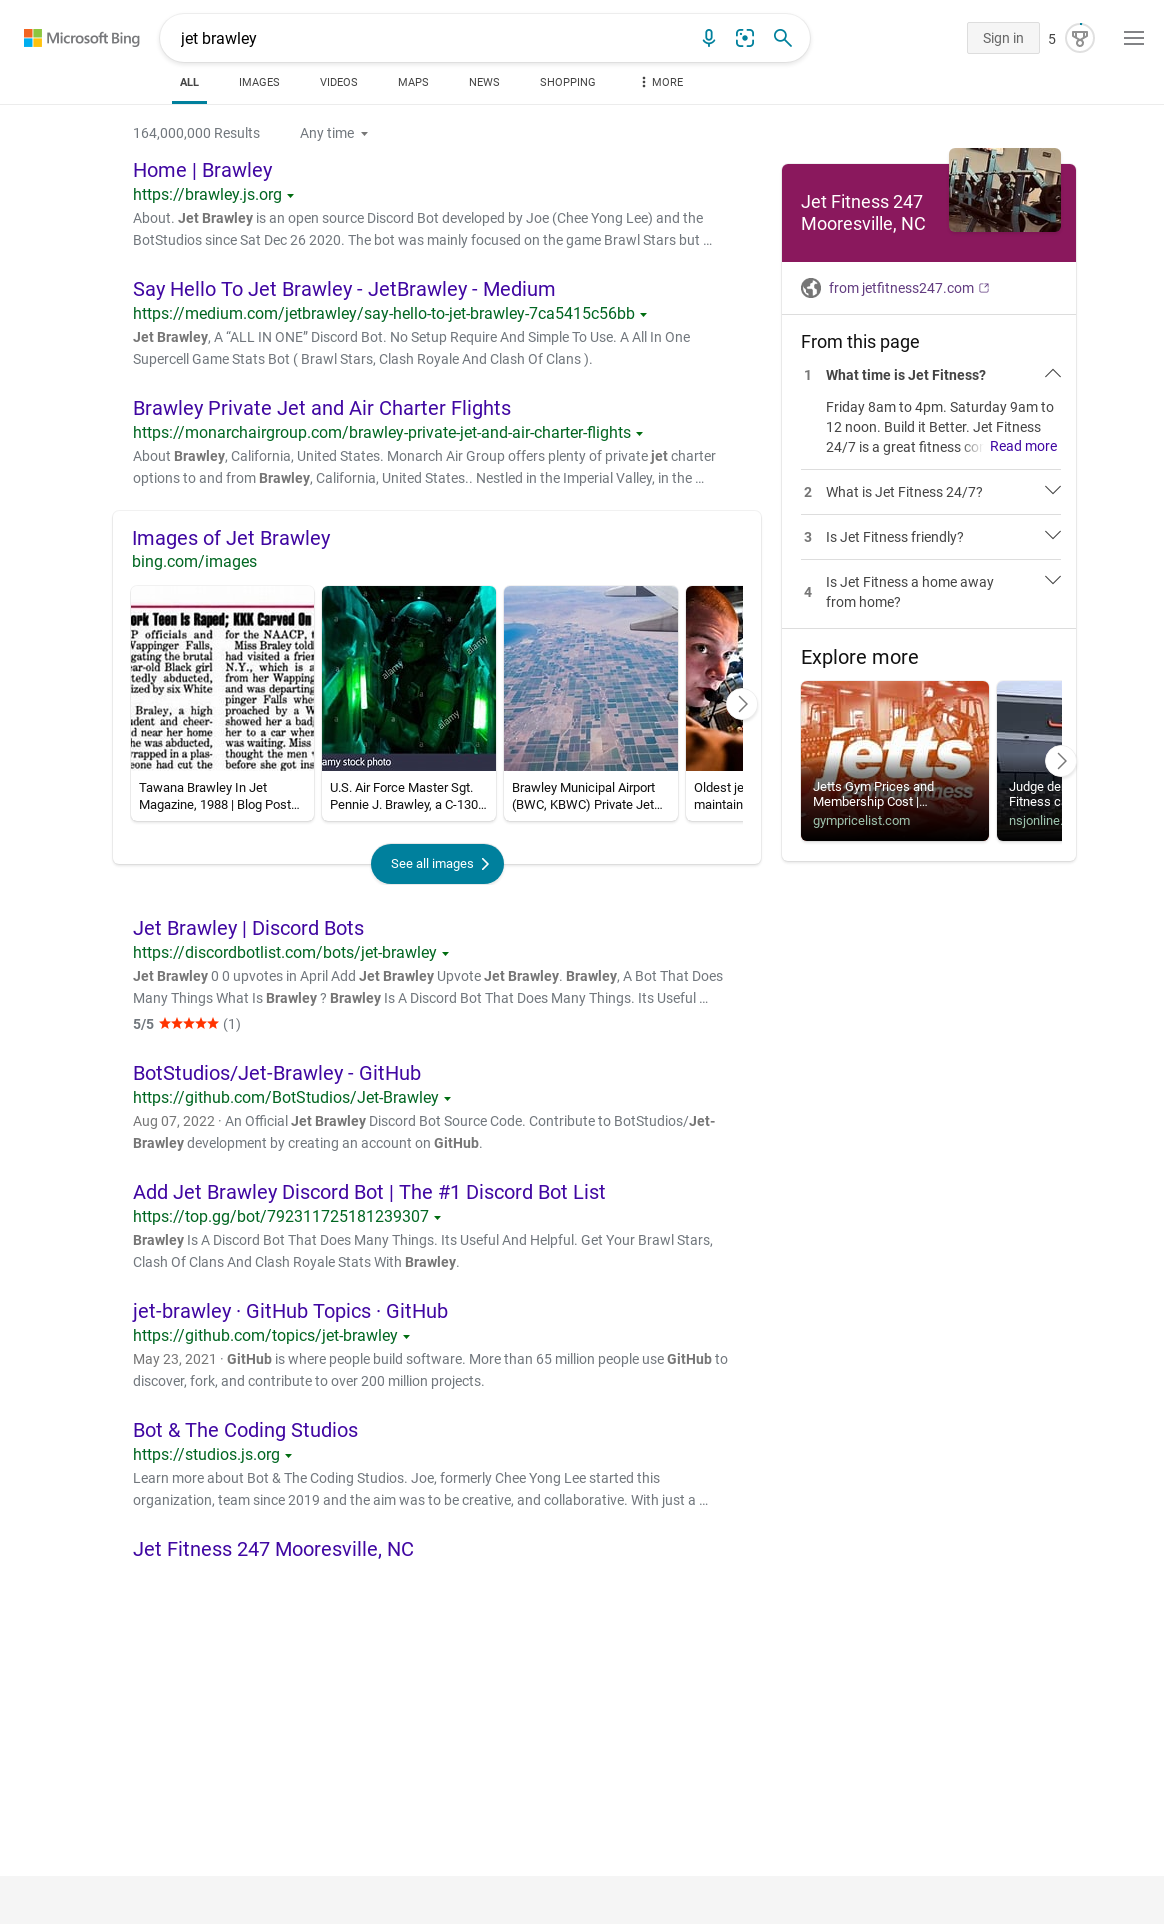 Microsoft Bing
jet brawley
Sign in
5
ALL
IMAGES
VIDEOS
MAPS
NEWS
SHOPPING
MORE
164,000,000 Results
Any time
Home | Brawley
https://brawley.js.org
About. Jet Brawley is an open source Discord Bot developed by Joe (Chee Yong Lee) and the
BotStudios since Sat Dec 26 2020. The bot was mainly focused on the game Brawl Stars but …
Say Hello To Jet Brawley - JetBrawley - Medium
https://medium.com/jetbrawley/say-hello-to-jet-brawley-7ca5415c56bb
Jet Brawley, A “ALL IN ONE” Discord Bot. No Setup Require And Simple To Use. A All In One
Supercell Game Stats Bot ( Brawl Stars, Clash Royale And Clash Of Clans ).
Brawley Private Jet and Air Charter Flights
https://monarchairgroup.com/brawley-private-jet-and-air-charter-flights
About Brawley, California, United States. Monarch Air Group offers plenty of private jet charter
options to and from Brawley, California, United States.. Nestled in the Imperial Valley, in the …
Images of Jet Brawley
bing.com/images
ork Teen Is Raped; KKK Carved On
P officials and
Wappinger Falls,
gating the brutal
ear-old Black girl
tedly abducted,
ized by six White
Braley, a high
dent and cheer-
d near her home
he was abducted,
rapped in a plas-
eone had cut the
for the NAACP, t
Miss Braley told
had visited a frie
N.Y., which is a
from her Wapping
and was departing
pinger Falls when
proached by a W
showed her a bad
her to a car wher
was waiting. Miss
thought the men w
before she got ins
alamy
alamy
alamy
a
a
a
a
amy stock photo
Tawana Brawley In Jet
Magazine, 1988 | Blog Post…
U.S. Air Force Master Sgt.
Pennie J. Brawley, a C-130…
Brawley Municipal Airport
(BWC, KBWC) Private Jet…
Oldest je
maintain
See all images
Jet Brawley | Discord Bots
https://discordbotlist.com/bots/jet-brawley
Jet Brawley 0 0 upvotes in April Add Jet Brawley Upvote Jet Brawley. Brawley, A Bot That Does
Many Things What Is Brawley ? Brawley Is A Discord Bot That Does Many Things. Its Useful …
5/5 (1)
BotStudios/Jet-Brawley - GitHub
https://github.com/BotStudios/Jet-Brawley
Aug 07, 2022 · An Official Jet Brawley Discord Bot Source Code. Contribute to BotStudios/Jet-
Brawley development by creating an account on GitHub.
Add Jet Brawley Discord Bot | The #1 Discord Bot List
https://top.gg/bot/792311725181239307
Brawley Is A Discord Bot That Does Many Things. Its Useful And Helpful. Get Your Brawl Stars,
Clash Of Clans And Clash Royale Stats With Brawley.
jet-brawley · GitHub Topics · GitHub
https://github.com/topics/jet-brawley
May 23, 2021 · GitHub is where people build software. More than 65 million people use GitHub to
discover, fork, and contribute to over 200 million projects.
Bot & The Coding Studios
https://studios.js.org
Learn more about Bot & The Coding Studios. Joe, formerly Chee Yong Lee started this
organization, team since 2019 and the aim was to be creative, and collaborative. With just a …
Jet Fitness 247 Mooresville, NC
Jet Fitness 247
Mooresville, NC
from jetfitness247.com
From this page
1 What time is Jet Fitness?
Friday 8am to 4pm. Saturday 9am to
12 noon. Build it Better. Jet Fitness
24/7 is a great fitness co Read more
2 What is Jet Fitness 24/7?
3 Is Jet Fitness friendly?
4 Is Jet Fitness a home away
from home?
Explore more
jetts
24 hour fitness
Jetts Gym Prices and
Membership Cost |…
gympricelist.com
Judge de
Fitness c
nsjonline.